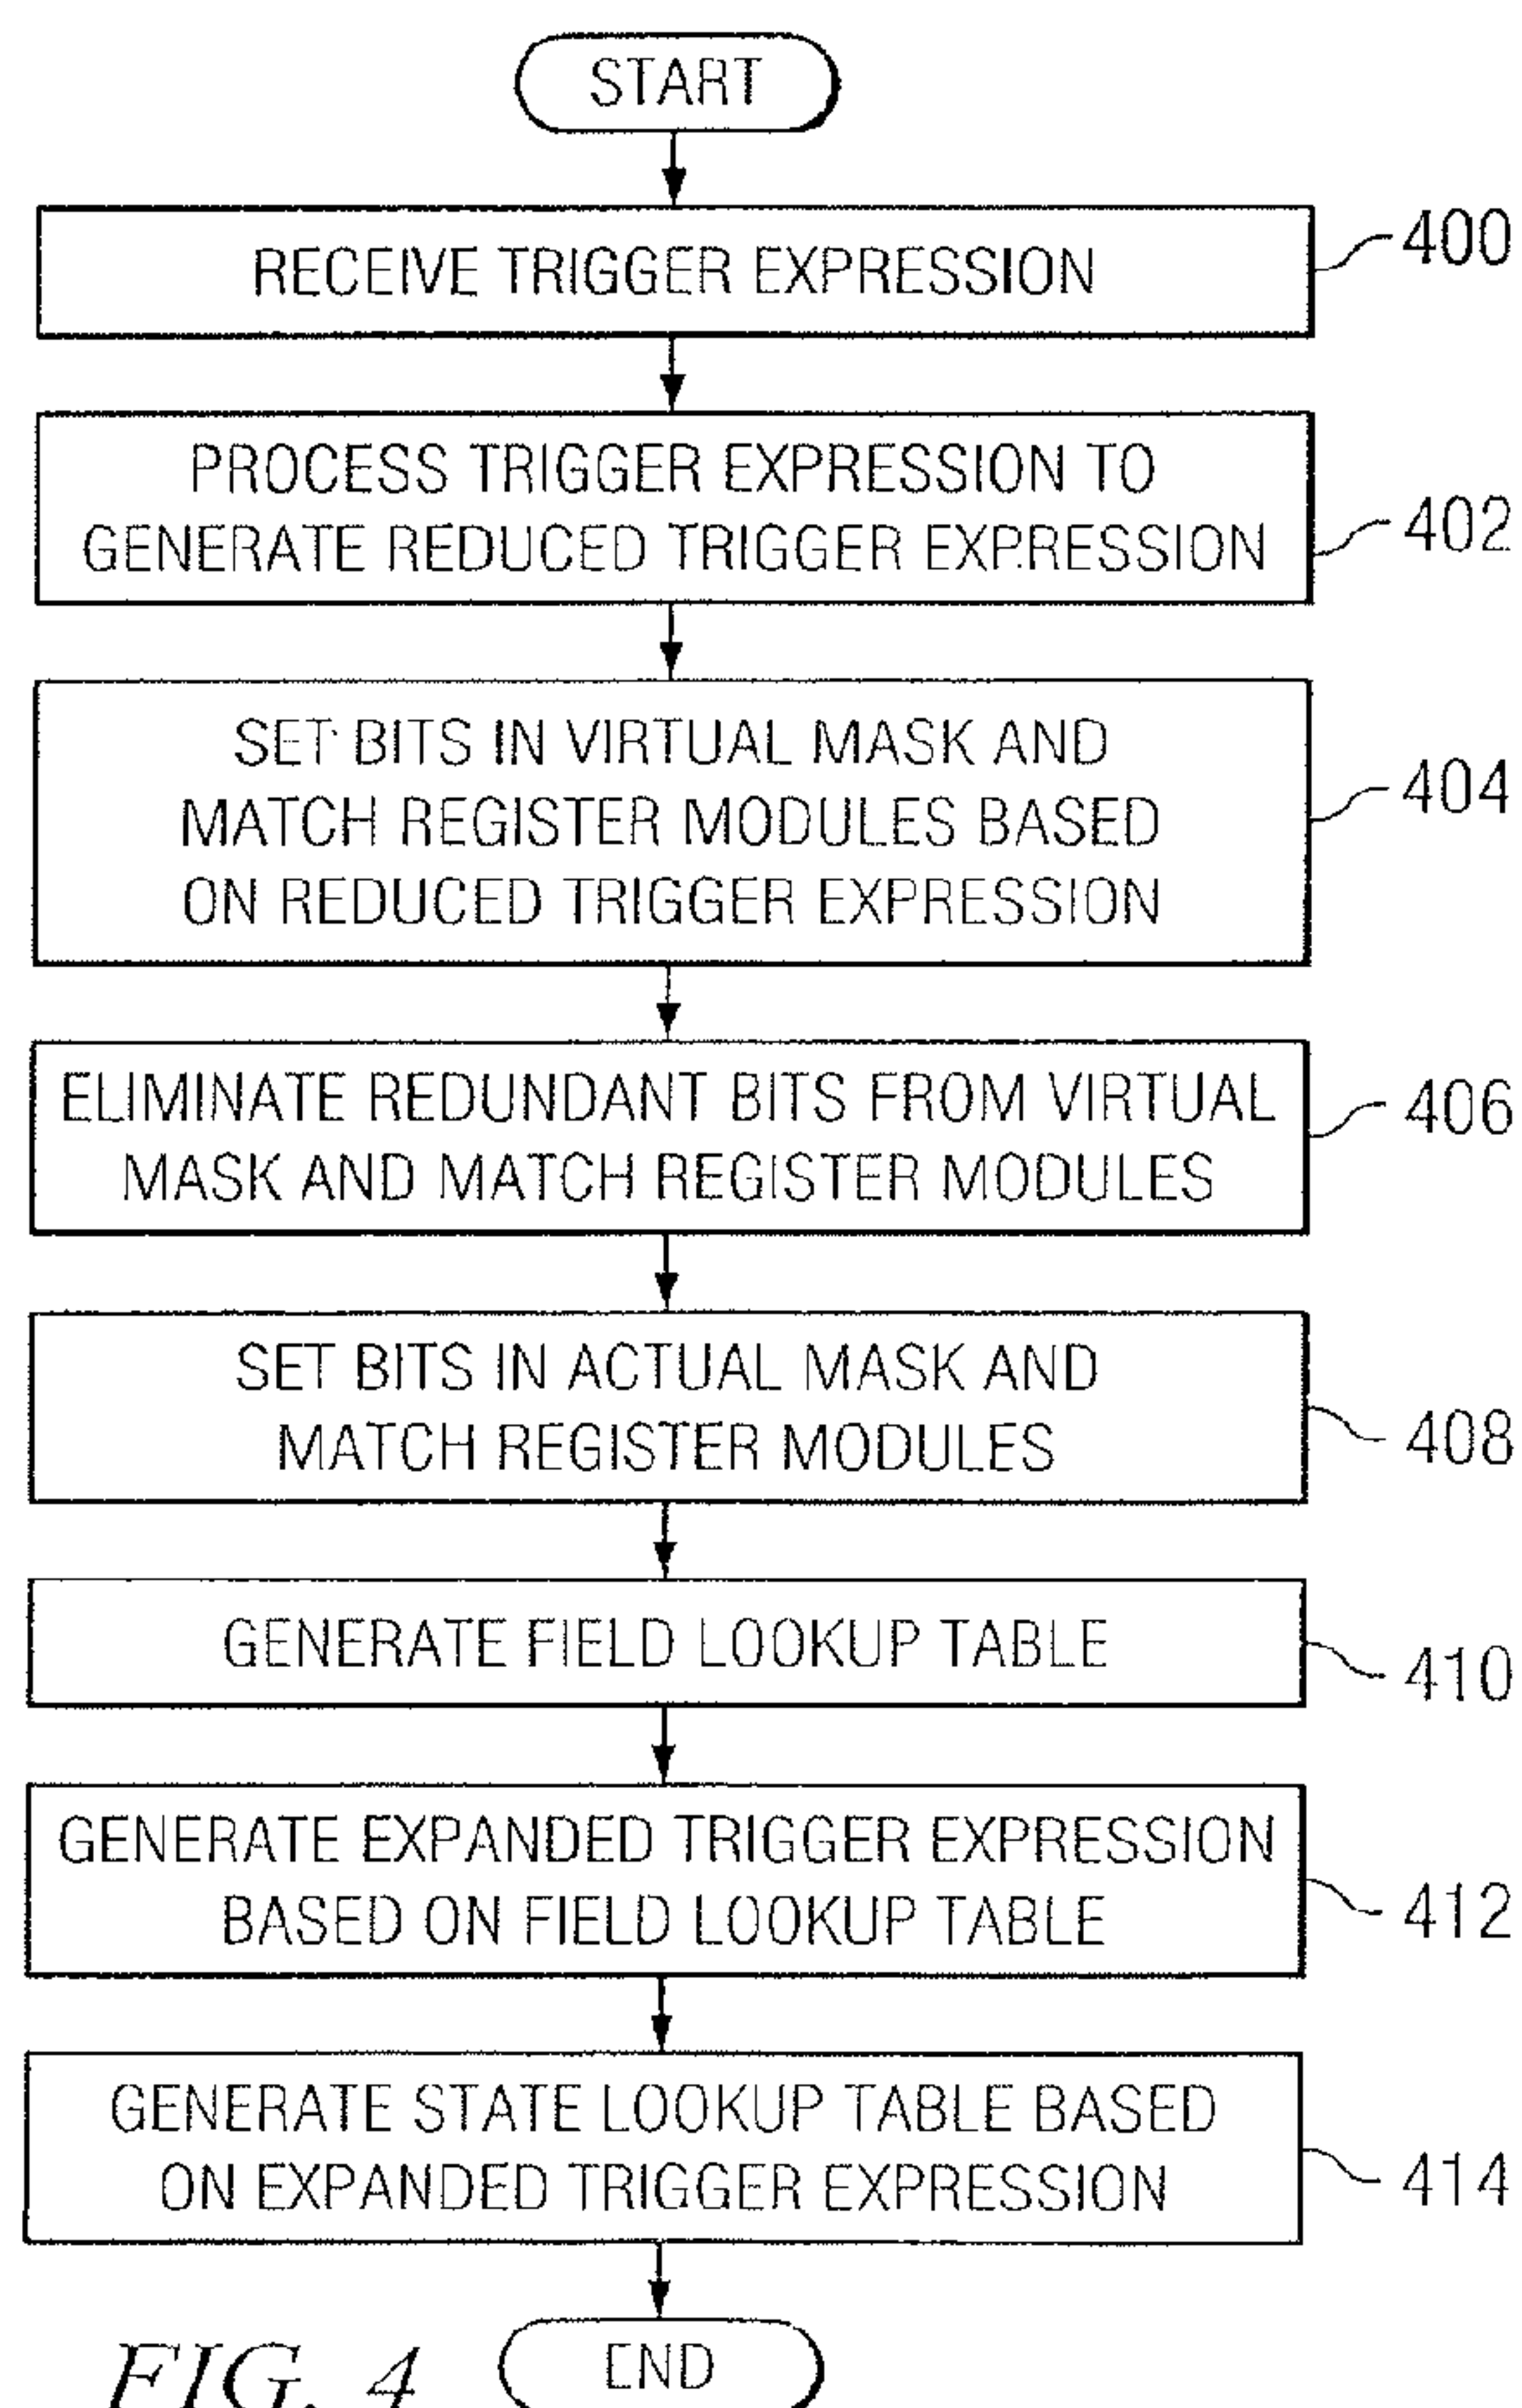 START
RECEIVE TRIGGER EXPRESSION
400
PROCESS TRIGGER EXPRESSION TO
GENERATE REDUCED TRIGGER EXPRESSION
402
SET BITS IN VIRTUAL MASK AND
MATCH REGISTER MODULES BASED
ON REDUCED TRIGGER EXPRESSION
404
ELIMINATE REDUNDANT BITS FROM VIRTUAL
MASK AND MATCH REGISTER MODULES
406
SET BITS IN ACTUAL MASK AND
MATCH REGISTER MODULES
408
GENERATE FIELD LOOKUP TABLE
410
GENERATE EXPANDED TRIGGER EXPRESSION
BASED ON FIELD LOOKUP TABLE
412
GENERATE STATE LOOKUP TABLE BASED
ON EXPANDED TRIGGER EXPRESSION
414
END
FIG. 4